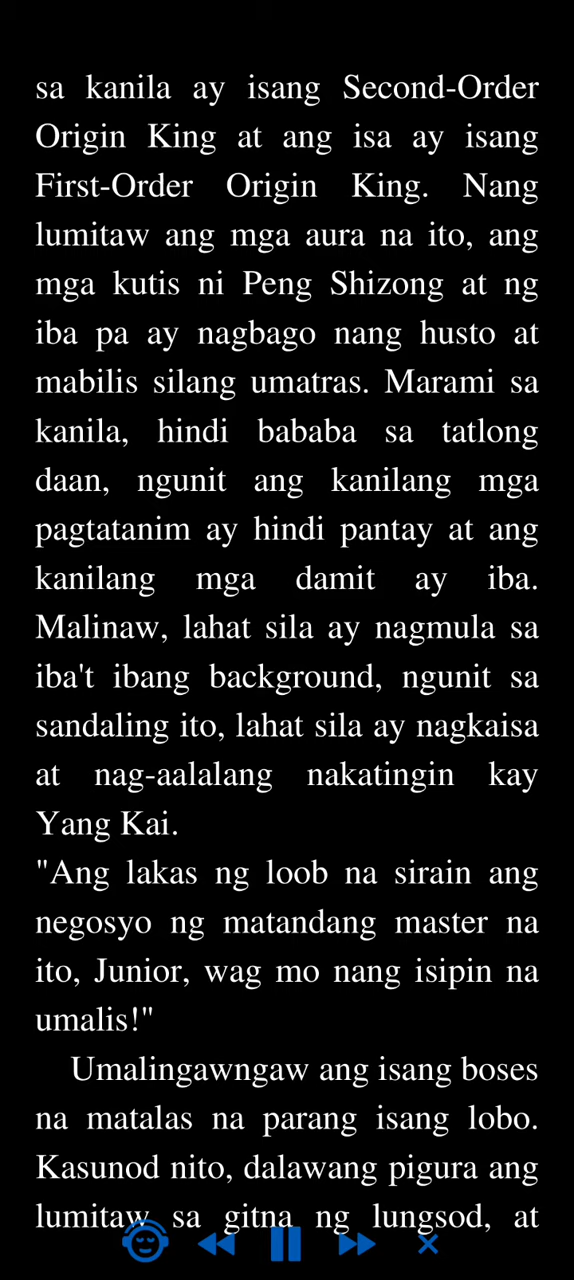 sa kanila ay isang Second-Order
Origin King at ang isa ay isang
First-Order Origin King. Nang
lumitaw ang mga aura na ito, ang
mga kutis ni Peng Shizong at ng
iba pa ay nagbago nang husto at
mabilis silang umatras. Marami sa
kanila, hindi bababa sa tatlong
daan, ngunit ang kanilang mga
pagtatanim ay hindi pantay at ang
kanilang mga damit ay iba.
Malinaw, lahat sila ay nagmula sa
iba't ibang background, ngunit sa
sandaling ito, lahat sila ay nagkaisa
at nag-aalalang nakatingin kay
Yang Kai.
"Ang lakas ng loob na sirain ang
negosyo ng matandang master na
ito, Junior, wag mo nang isipin na
umalis!"
Umalingawngaw ang isang boses
na matalas na parang isang lobo.
Kasunod nito, dalawang pigura ang
lumitaw sa gitna ng lungsod, at